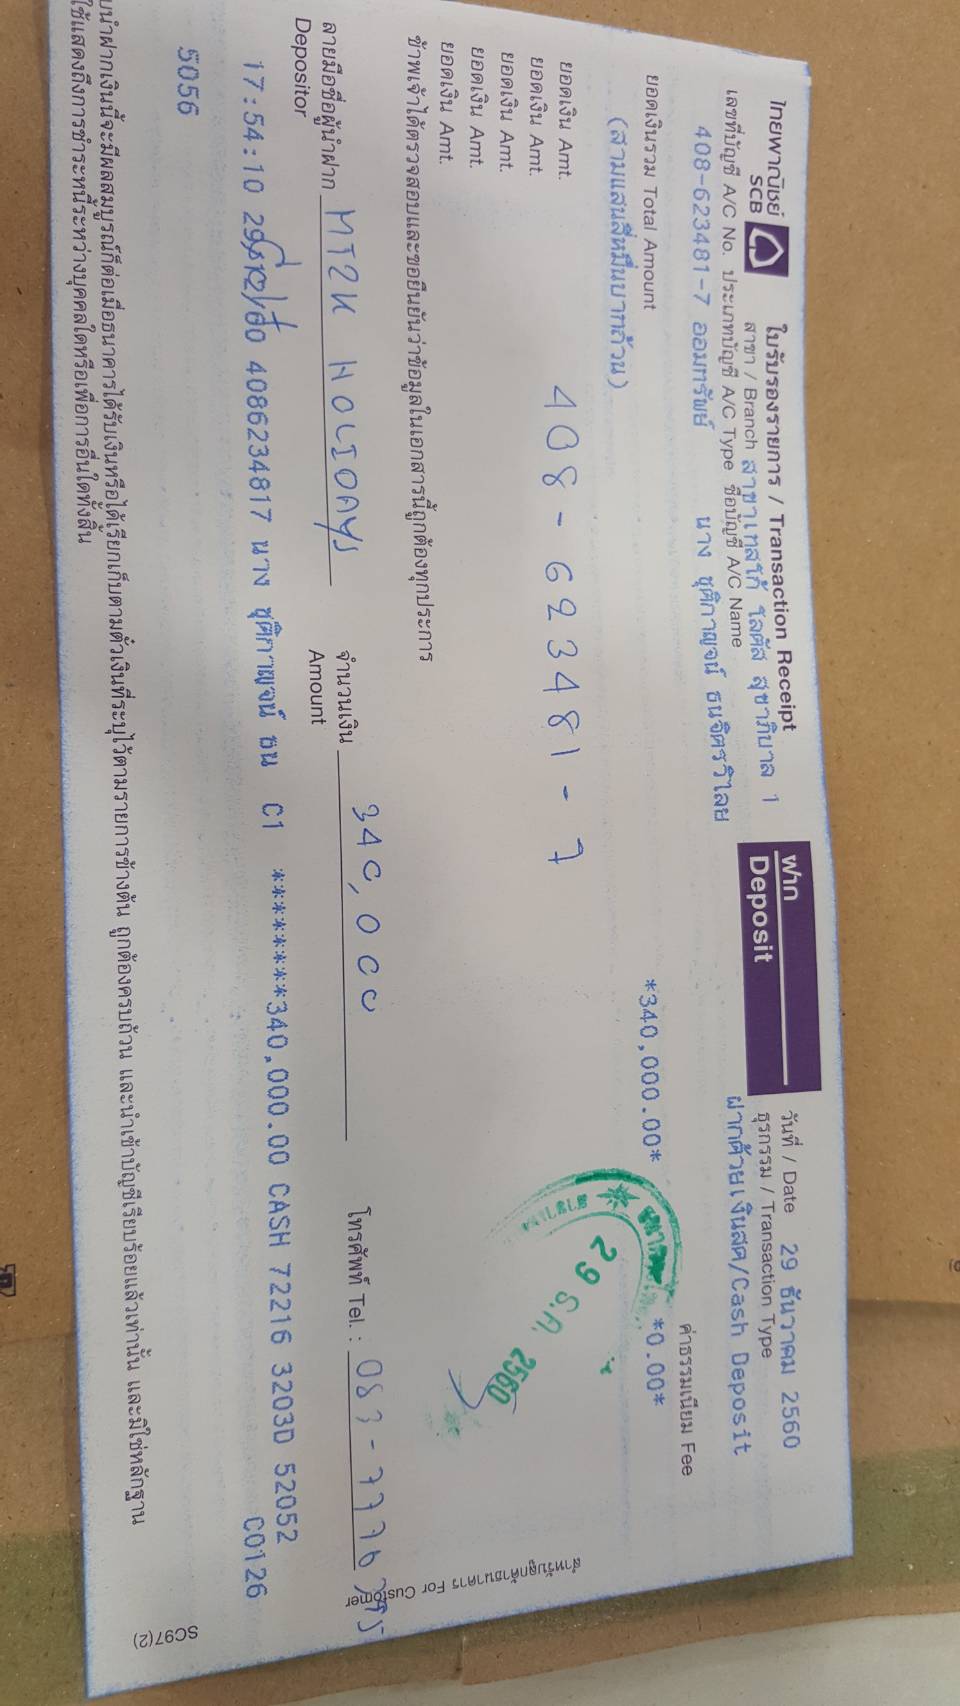 ไทยพาณิชย์
SCB
ใบรับรองรายการ / Transaction Receipt
ฝาก
Deposit
วันที่ / Date 29 ธันวาคม 2560
สาขา / Branch สาขาเทสโก้ โลตัส สุขาภิบาล 1
ธุรกรรม / Transaction Type
เลขที่บัญชี A/C No. ประเภทบัญชี A/C Type ชื่อบัญชี A/C Name
ฝากด้วยเงินสด/Cash Deposit
408-623481-7 ออมทรัพย์ นาง ชุติกาญจน์ ธนจิตรวิไลย
ค่าธรรมเนียม Fee
ยอดเงินรวม Total Amount *340,000.00* *0.00*
(สามแสนสี่หมื่นบาทถ้วน)
29 ธ.ค. 2560
ยอดเงิน Amt. 408-623481-7
ยอดเงิน Amt.
ยอดเงิน Amt.
ยอดเงิน Amt.
ยอดเงิน Amt.
ข้าพเจ้าได้ตรวจสอบและขอยืนยันว่าข้อมูลในเอกสารนี้ถูกต้องทุกประการ
ลายมือชื่อผู้นำฝาก HOLIDAYS จำนวนเงิน 340,000 โทรศัพท์ Tel. :
Depositor Amount
17:54:10 4086234817 นาง ชุติกาญจน์ ธน C1 ********340,000.00 CASH 72216 3203D 52052
C0126
5056
บนำฝากเงินนี้จะมีผลสมบูรณ์ก็ต่อเมื่อธนาคารได้รับเงินหรือได้เรียกเก็บตามตั๋วเงินที่ระบุไว้ตามรายการข้างต้น ถูกต้องครบถ้วน และนำเข้าบัญชีเรียบร้อยแล้วเท่านั้น และมิใช่หลักฐาน
ใช้แสดงถึงการชำระหนี้ระหว่างบุคคลใดหรือเพื่อการอื่นใดทั้งสิ้น
SC97(2)
สำหรับลูกค้าธนาคาร For Customer